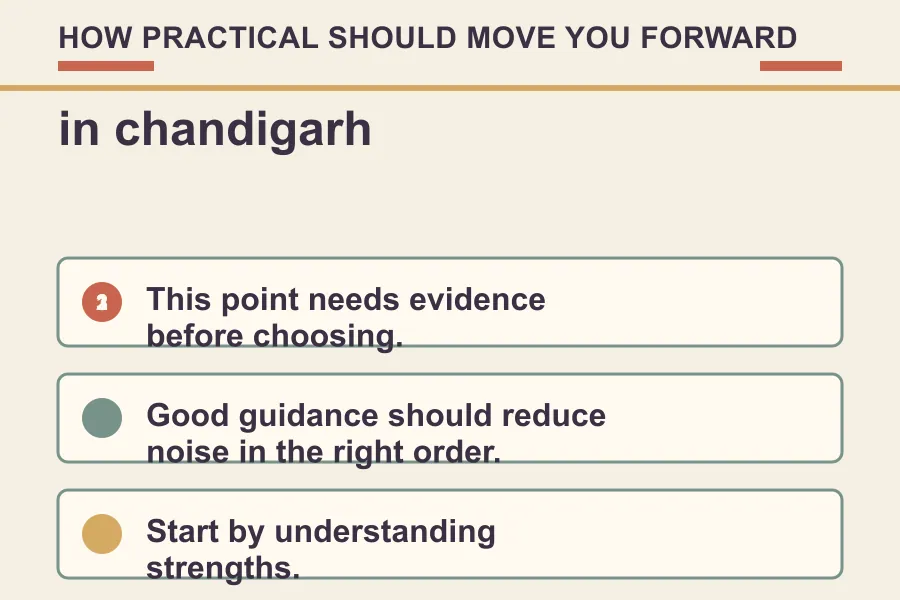 HOW PRACTICAL SHOULD MOVE YOU FORWARD
in chandigarh
This point needs evidence
before choosing.
Good guidance should reduce
noise in the right order.
Start by understanding
strengths.